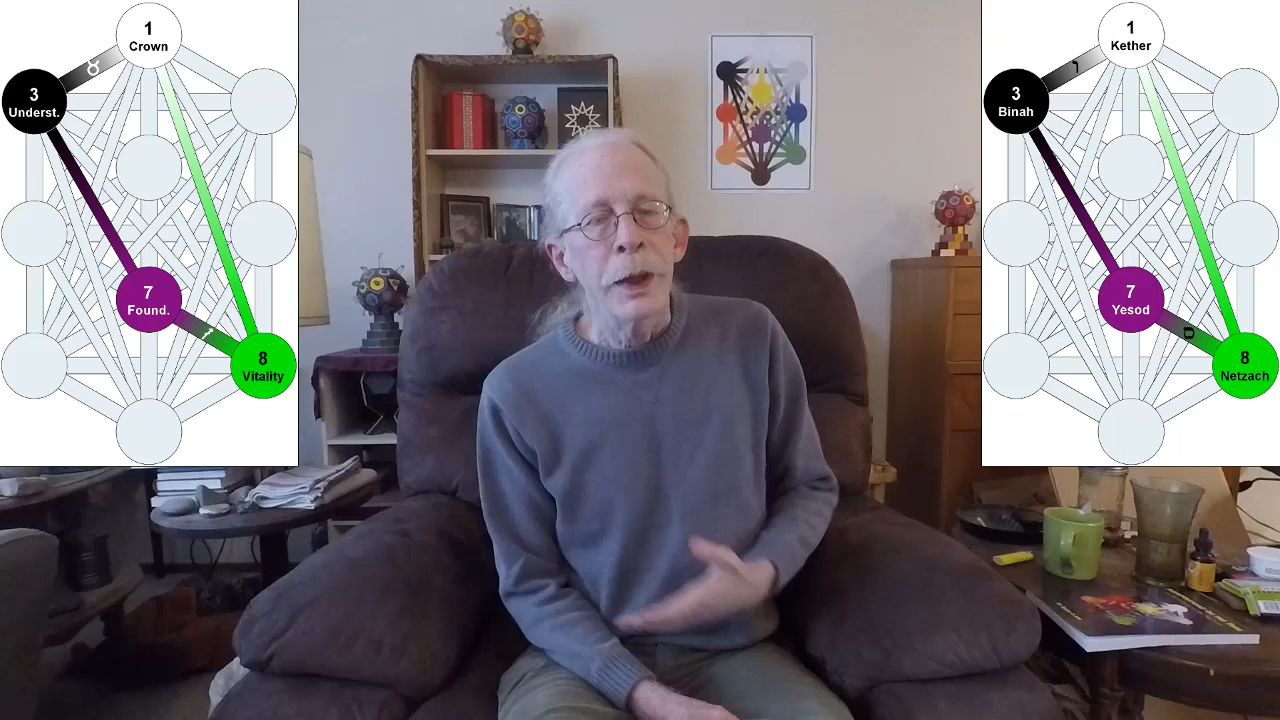 1
Crown
♉
3
Underst.
7
Found.
8
Vitality
1
Kether
3
Binah
7
Yesod
8
Netzach